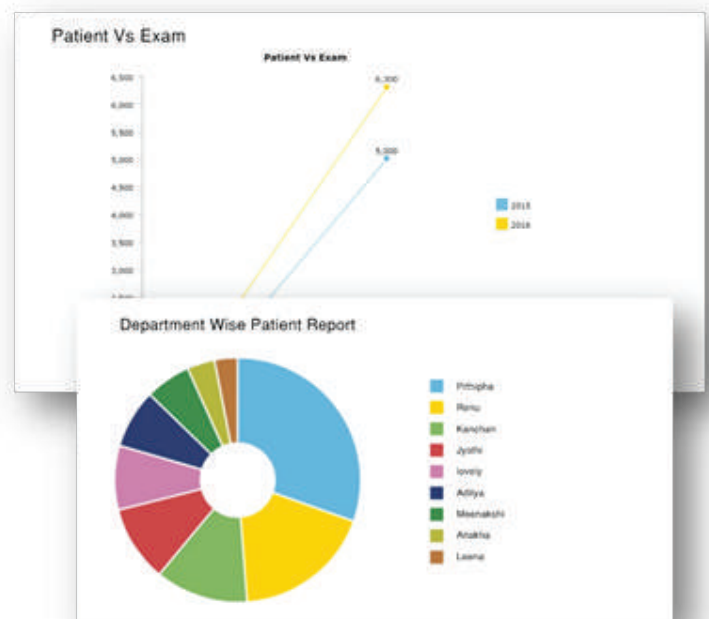 Patient Vs Exam
Patient Vs Exam
6,500
6,300
6,000
5,500
5,000
5,000
4,500
4,000
3,500
3,000
2015
2016
Department Wise Patient Report
Renu
Kanchan
Jyothi
lovely
Aditya
Meenakshi
Anakha
Leena